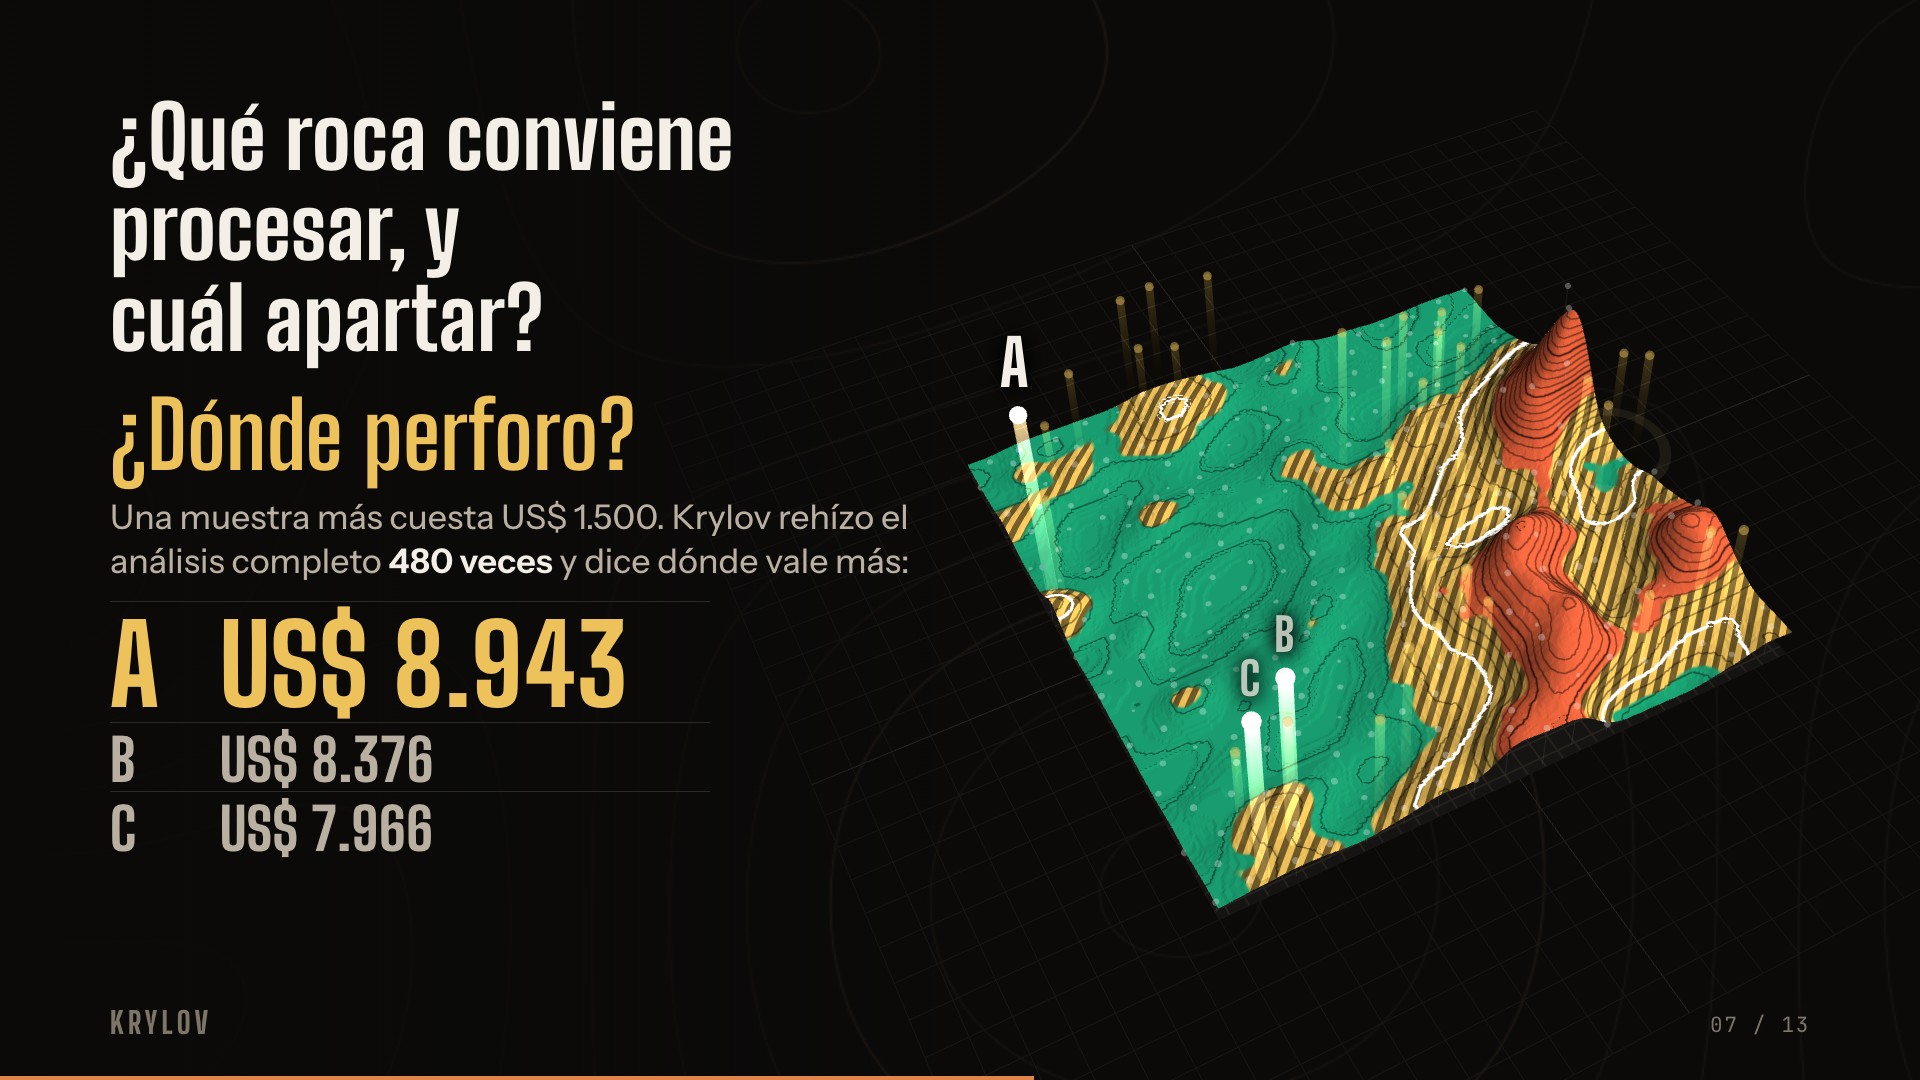 ¿Qué roca conviene
procesar, y
cuál apartar?
¿Dónde perforo?
Una muestra más cuesta US$ 1.500. Krylov rehízo el
análisis completo 480 veces y dice dónde vale más:
A US$ 8.943
B US$ 8.376
C US$ 7.966
A
B
C
KRYLOV
07 / 13